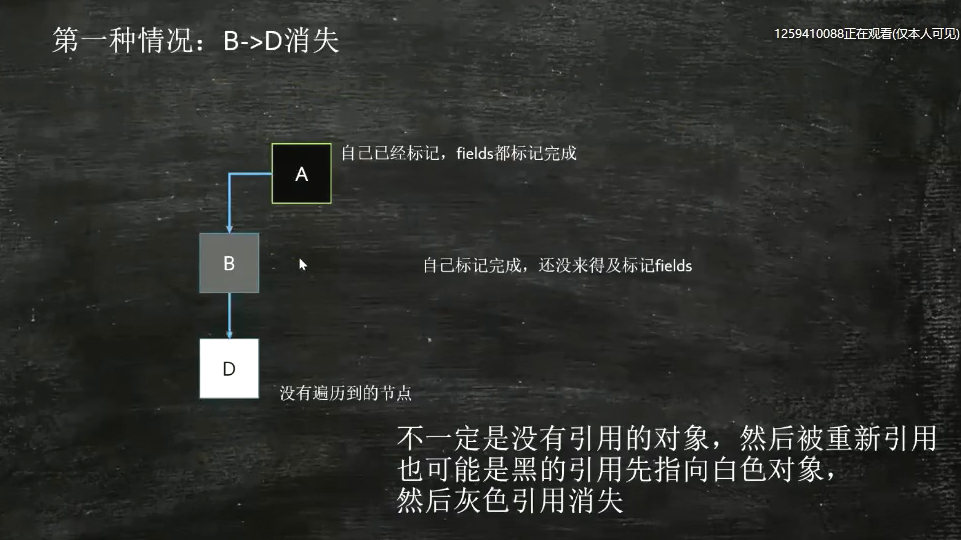 第一种情况：B->D消失
1259410088正在观看(仅本人可见)
自己已经标记，fields都标记完成
A
B
自己标记完成，还没来得及标记fields
D
没有遍历到的节点
不一定是没有引用的对象，然后被重新引用
也可能是黑的引用先指向白色对象，
然后灰色引用消失